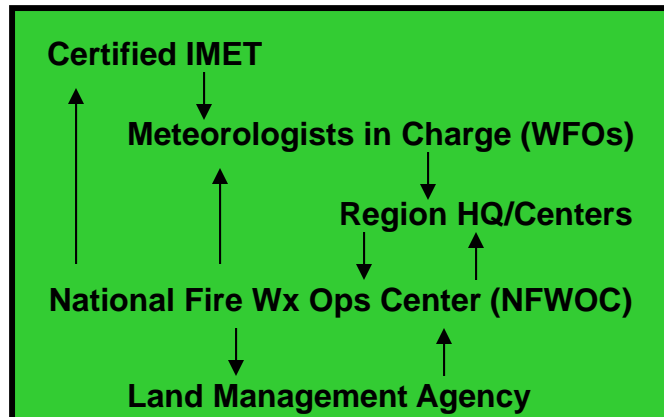 Certified IMET
Meteorologists in Charge (WFOs)
Region HQ/Centers
National Fire Wx Ops Center (NFWOC)
Land Management Agency